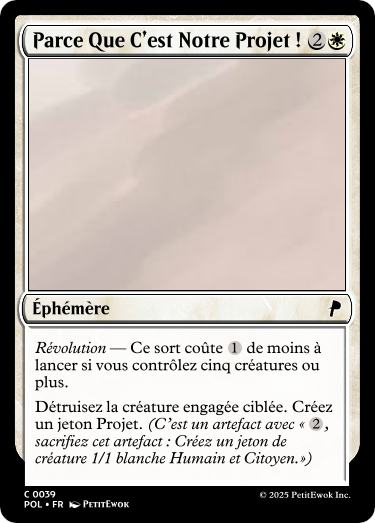 Parce Que C'est Notre Projet ! 2
Éphémère
Révolution — Ce sort coûte 1 de moins à
lancer si vous contrôlez cinq créatures ou
plus.
Détruisez la créature engagée ciblée. Créez
un jeton Projet. (C'est un artefact avec « 2,
sacrifiez cet artefact : Créez un jeton de
créature 1/1 blanche Humain et Citoyen.»)
C 0039
POL • FR PetitEwok
© 2025 PetitEwok Inc.